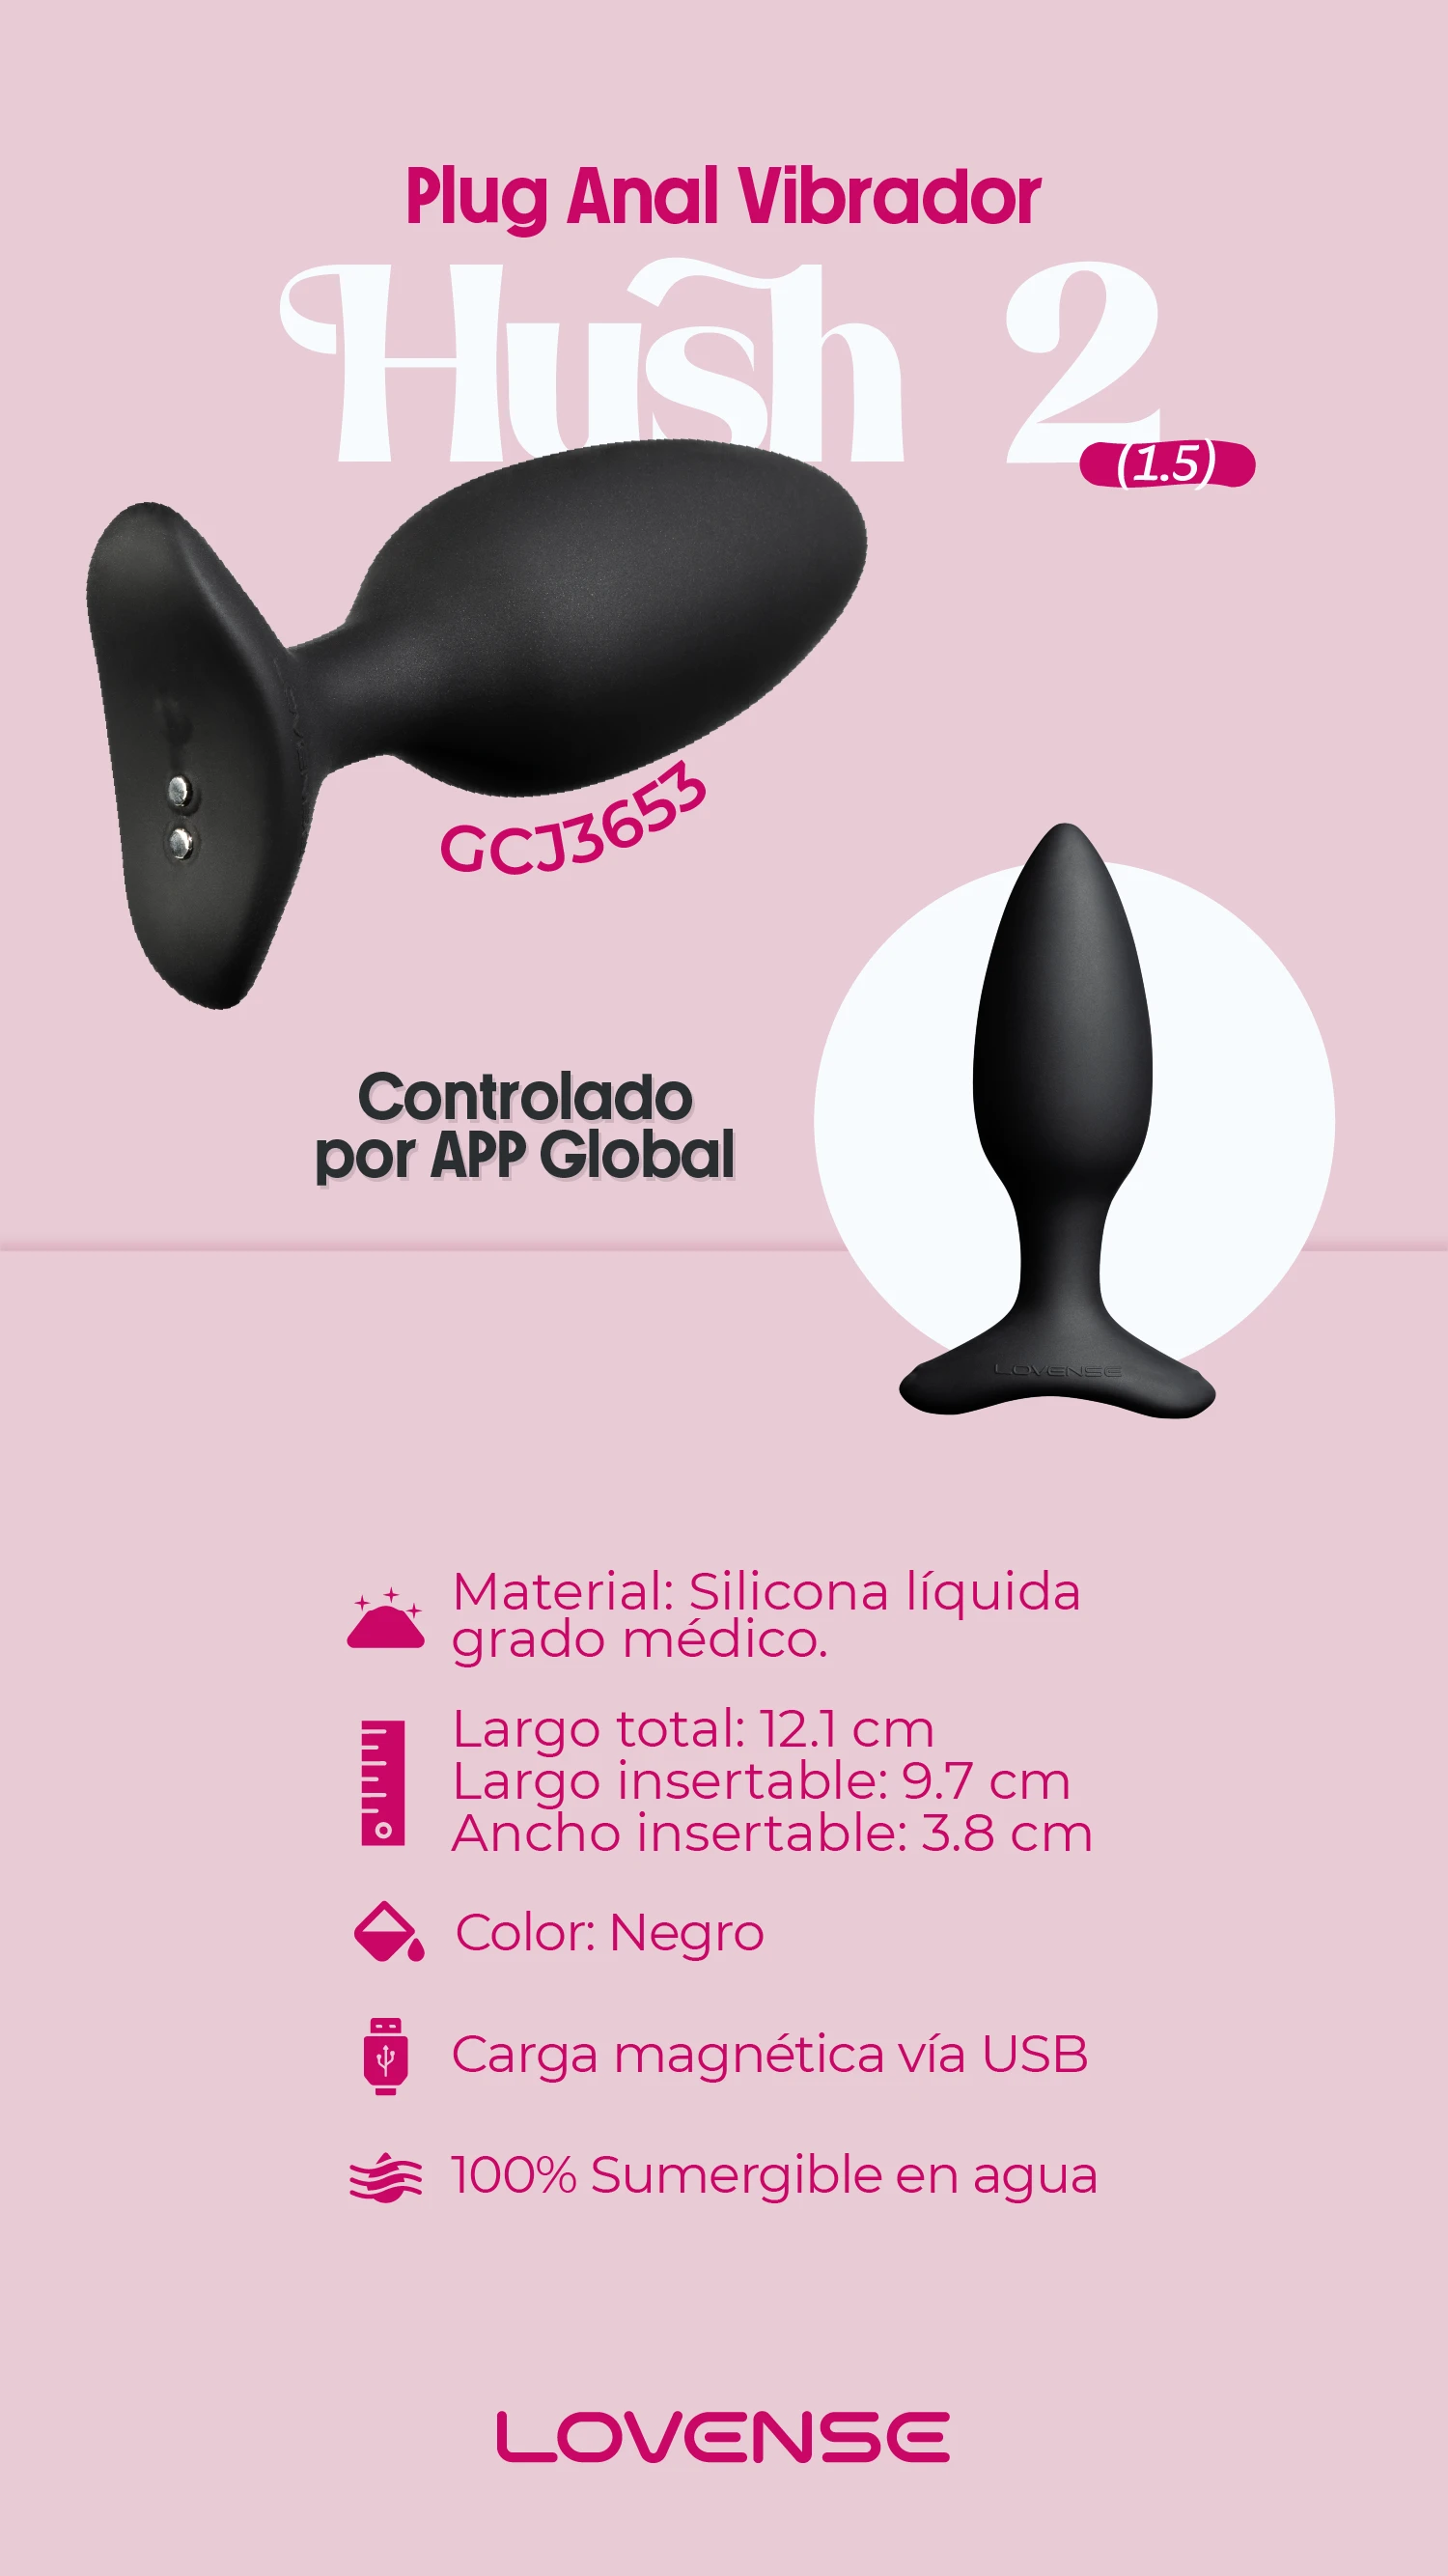 Plug Anal Vibrador
Hush 2
(1.5)
GCJ3653
Controlado
por APP Global
LOVENSE
Material: Silicona líquida
grado médico.
Largo total: 12.1 cm
Largo insertable: 9.7 cm
Ancho insertable: 3.8 cm
Color: Negro
Carga magnética vía USB
100% Sumergible en agua
LOVENSE